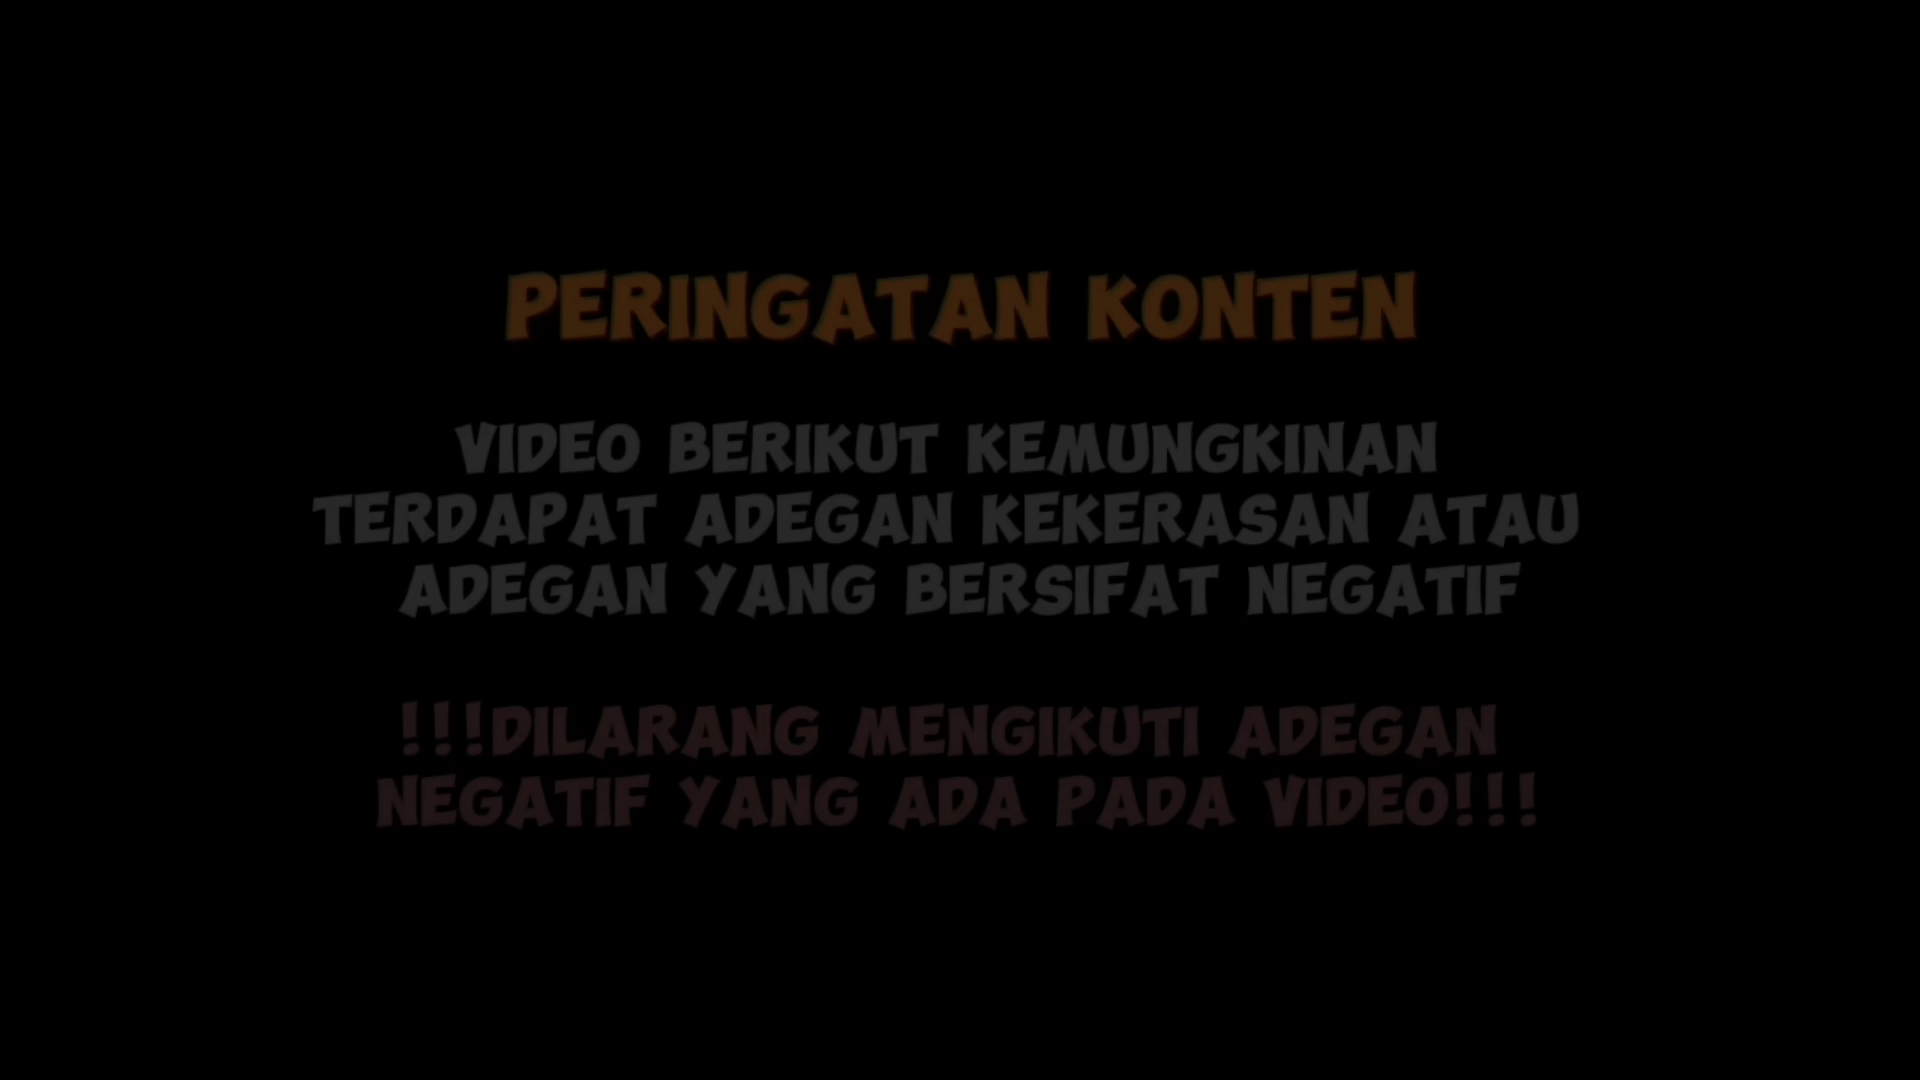 PERINGATAN KONTEN
VIDEO BERIKUT KEMUNGKINAN
TERDAPAT ADEGAN KEKERASAN ATAU
ADEGAN YANG BERSIFAT NEGATIF
!!!DILARANG MENGIKUTI ADEGAN
NEGATIF YANG ADA PADA VIDEO!!!